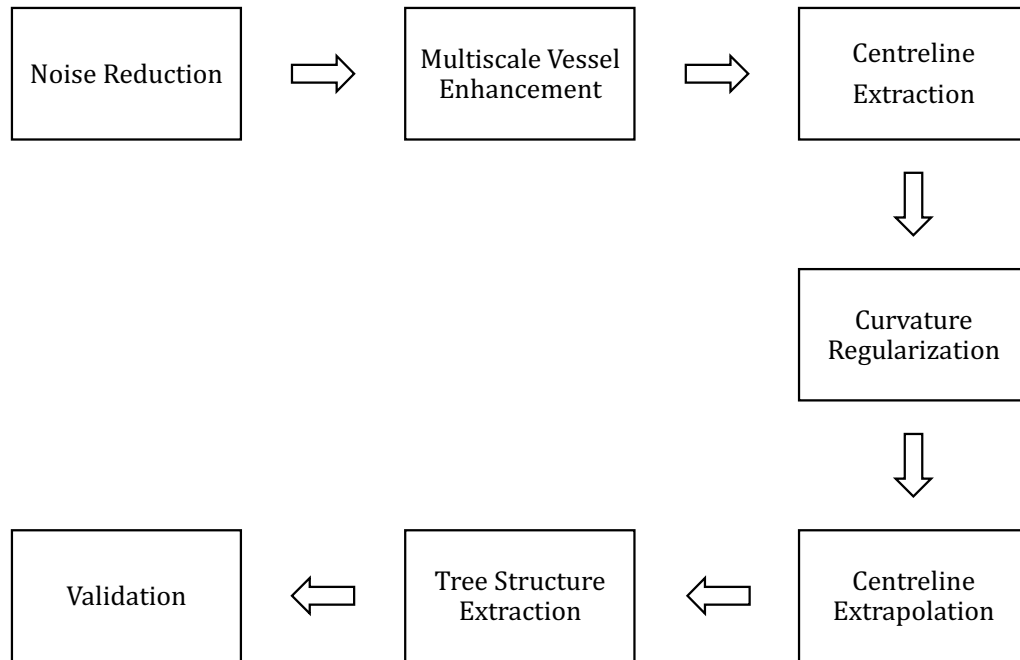 Noise Reduction
Multiscale Vessel
Enhancement
Centreline
Extraction
Curvature
Regularization
Centreline
Extrapolation
Tree Structure
Extraction
Validation